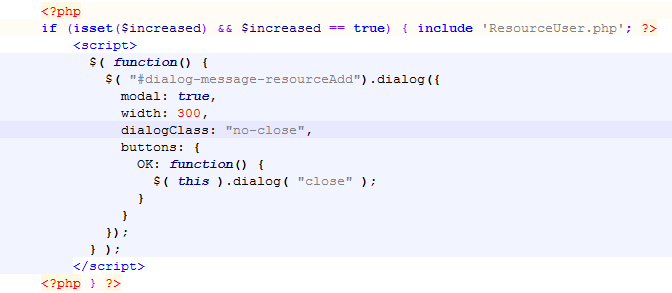 <?php
if (isset($increased) && $increased == true) { include 'ResourceUser.php'; ?>
<script>
$( function() {
$( "#dialog-message-resourceAdd").dialog({
modal: true,
width: 300,
dialogClass: "no-close",
buttons: {
OK: function() {
$( this ).dialog( "close" );
}
}
});
} );
</script>
<?php } ?>